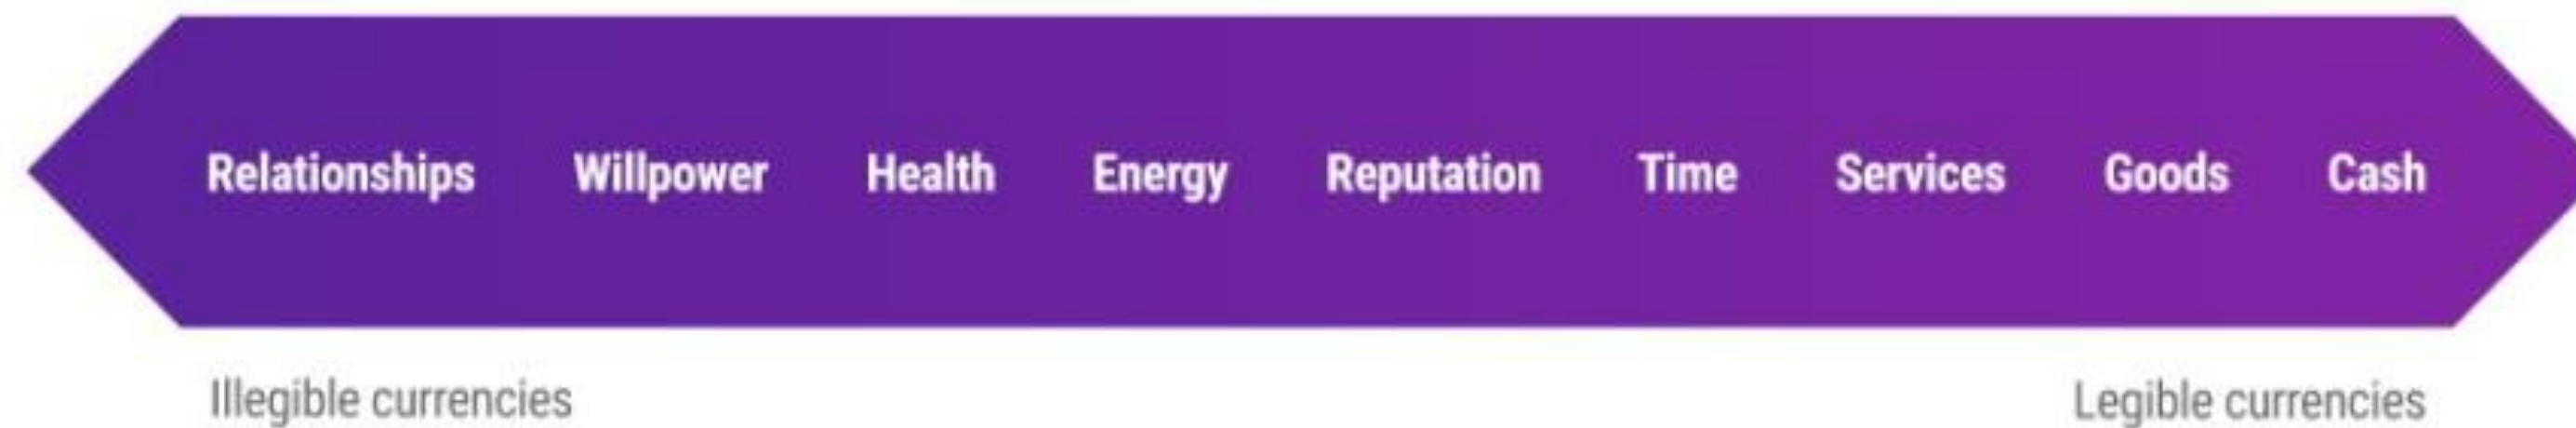 Relationships Willpower Health Energy Reputation Time Services Goods Cash
Illegible currencies Legible currencies